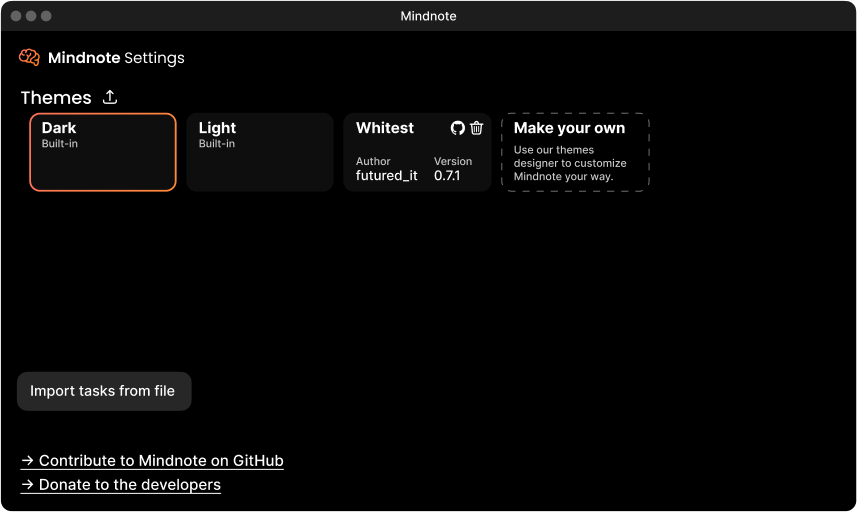 Mindnote
Mindnote Settings
Themes
Dark
Built-in
Light
Built-in
Whitest
Author
futured_it
Version
0.7.1
Make your own
Use our themes
designer to customize
Mindnote your way.
Import tasks from file
→ Contribute to Mindnote on GitHub
→ Donate to the developers